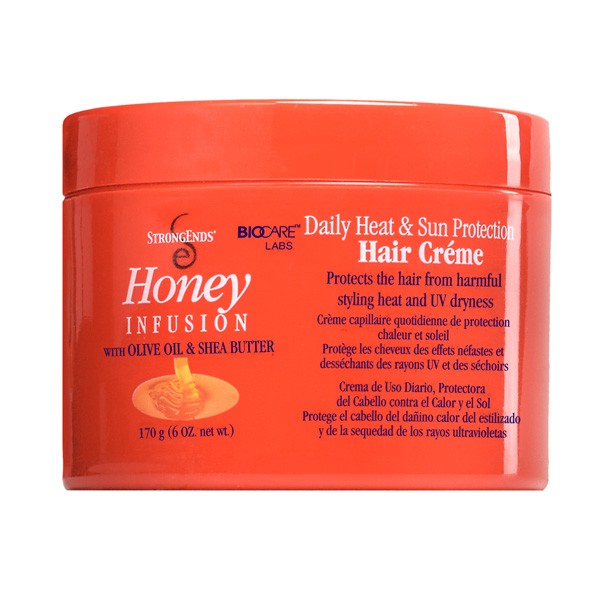 STRONGENDS®
Honey
INFUSIÓN
WITH OLIVE OIL & SHEA BUTTER
170 g (6 OZ. net wt.)
BIOCARE™
LABS
Daily Heat & Sun Protection
Hair Créme
Protects the hair from harmful
styling heat and UV dryness
Crème capillaire quotidienne de protection
chaleur et soleil
Protège les cheveux des effets néfastes et
desséchants des rayons UV et des séchoirs
Crema de Uso Diario, Protectora
del Cabello contra el Calor y el Sol
Protege el cabello del dañino calor del estilizado
y de la sequedad de los rayos ultravioletas